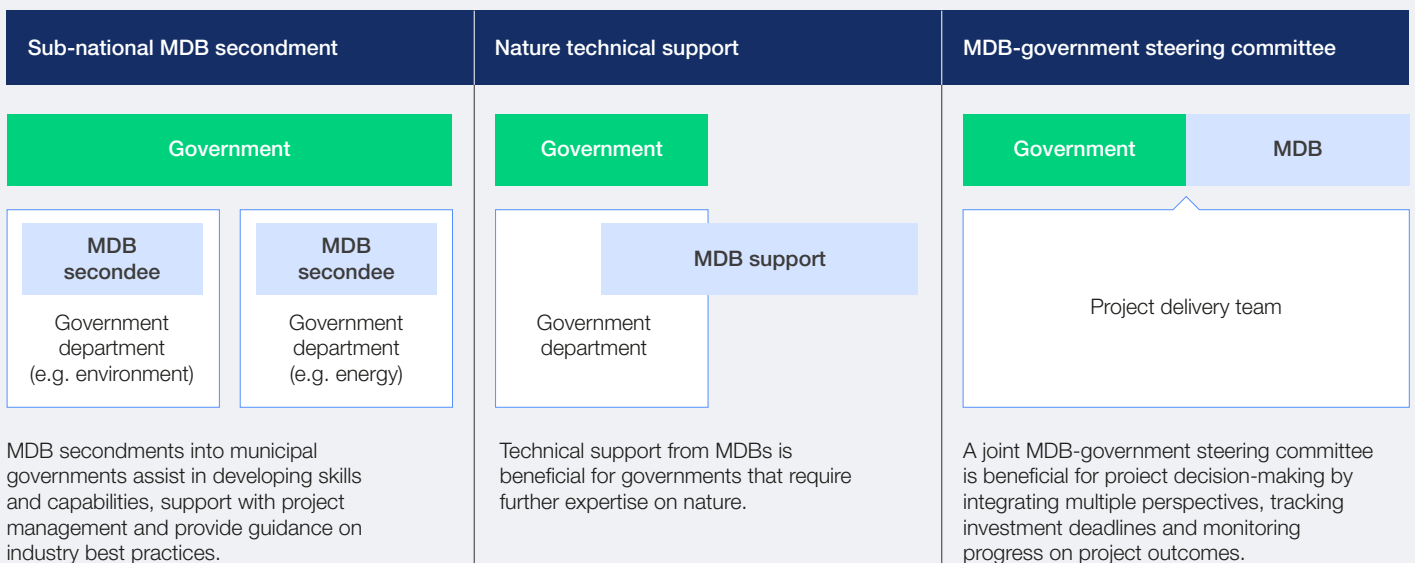 Sub-national MDB secondment
Government
MDB
secondee
Government
department
(e.g. environment)
MDB
secondee
Government
department
(e.g. energy)
MDB secondments into municipal
governments assist in developing skills
and capabilities, support with project
management and provide guidance on
industry best practices.
Nature technical support
Government
MDB support
Government
department
Technical support from MDBs is
beneficial for governments that require
further expertise on nature.
MDB-government steering committee
Government
MDB
Project delivery team
A joint MDB-government steering committee
is beneficial for proiect decision-making by
integrating multiple perspectives, tracking
investment deadlines and monitoring
progress on project outcomes.